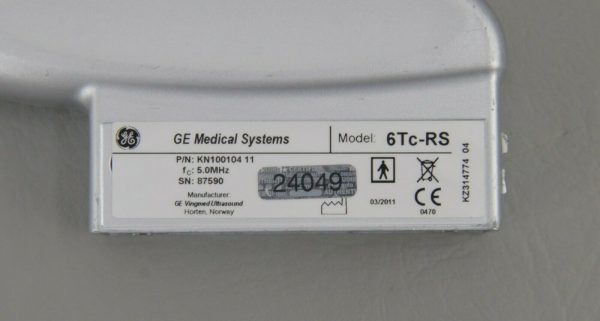 GE Medical Systems
Model: 6Tc-RS
P/N: KN100104 11
fc: 5.0MHz
SN: 87590
24049
Manufacturer
GE Vingmed Ultrasound
Horten, Norway
03/2011
CE
0470
KZ314774 04